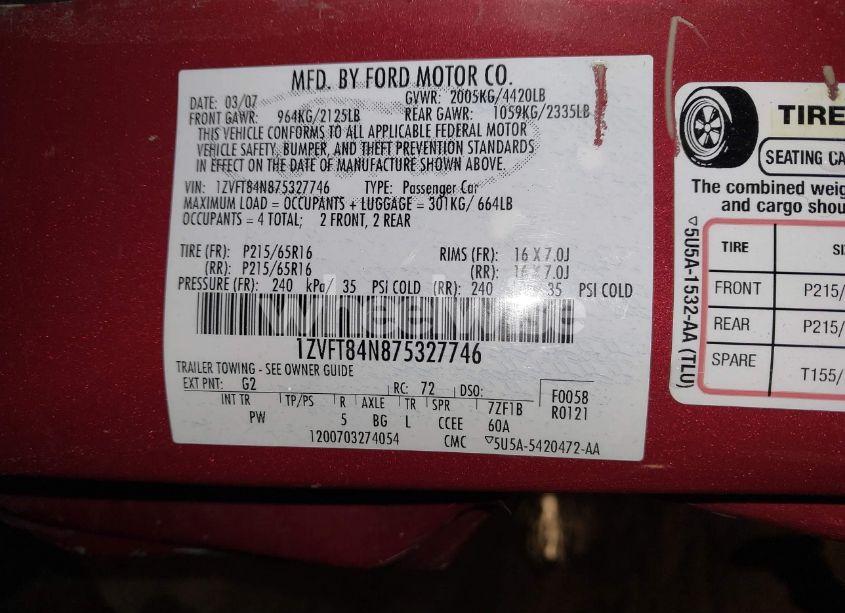 MFD. BY FORD MOTOR CO.
DATE: 03/07 GVWR: 2005KG/4420LB
FRONT GAWR: 964KG/2125LB REAR GAWR: 1059KG/2335LB
THIS VEHICLE CONFORMS TO ALL APPLICABLE FEDERAL MOTOR
VEHICLE SAFETY, BUMPER, AND THEFT PREVENTION STANDARDS
IN EFFECT ON THE DATE OF MANUFACTURE SHOWN ABOVE.
VIN: 1ZVFT84N875327746 TYPE: Passenger Car
MAXIMUM LOAD = OCCUPANTS + LUGGAGE = 301KG/ 664LB
OCCUPANTS = 4 TOTAL; 2 FRONT, 2 REAR
TIRE (FR): P215/65R16 RIMS (FR): 16 X 7.0J
(RR): P215/65R16 (RR): 16 X 7.0J
PRESSURE (FR): 240 kPa/ 35 PSI COLD (RR): 240 35 PSI COLD
1ZVFT84N875327746
TRAILER TOWING - SEE OWNER GUIDE
EXT PNT: G2 RC: 72 DSO: F0058
INT TR TP/PS R AXLE TR SPR 7ZF1B R0121
PW 5 BG L CCEE 60A
1200703274054 CMC 5U5A-5420472-AA
TIRE
SEATING CA
The combined weig
and cargo shou
TIRE SI
FRONT P215/
REAR P215/
SPARE T155/
5U5A-1532-AA (TLU)